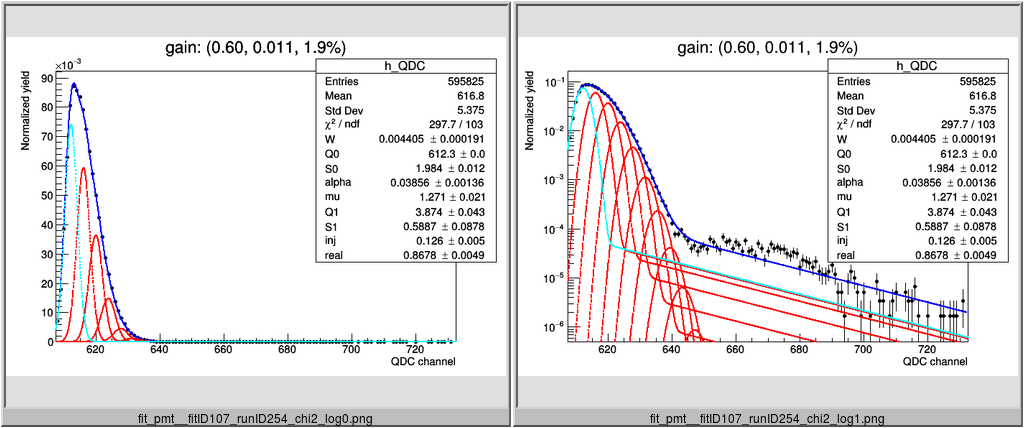 gain: (0.60, 0.011, 1.9%)
×10⁻³
Normalized yield
90
80
70
60
50
40
30
20
10
0
620 640 660 680 700 720
QDC channel
h_QDC
Entries 595825
Mean 616.8
Std Dev 5.375
χ² / ndf 297.7 / 103
W 0.004405 ± 0.000191
Q0 612.3 ± 0.0
S0 1.984 ± 0.012
alpha 0.03856 ± 0.00136
mu 1.271 ± 0.021
Q1 3.874 ± 0.043
S1 0.5887 ± 0.0878
inj 0.126 ± 0.005
real 0.8678 ± 0.0049
fit_pmt__fitID107_runID254_chi2_log0.png
gain: (0.60, 0.011, 1.9%)
Normalized yield
10⁻¹
10⁻²
10⁻³
10⁻⁴
10⁻⁵
10⁻⁶
620 640 660 680 700 720
QDC channel
h_QDC
Entries 595825
Mean 616.8
Std Dev 5.375
χ² / ndf 297.7 / 103
W 0.004405 ± 0.000191
Q0 612.3 ± 0.0
S0 1.984 ± 0.012
alpha 0.03856 ± 0.00136
mu 1.271 ± 0.021
Q1 3.874 ± 0.043
S1 0.5887 ± 0.0878
inj 0.126 ± 0.005
real 0.8678 ± 0.0049
fit_pmt__fitID107_runID254_chi2_log1.png